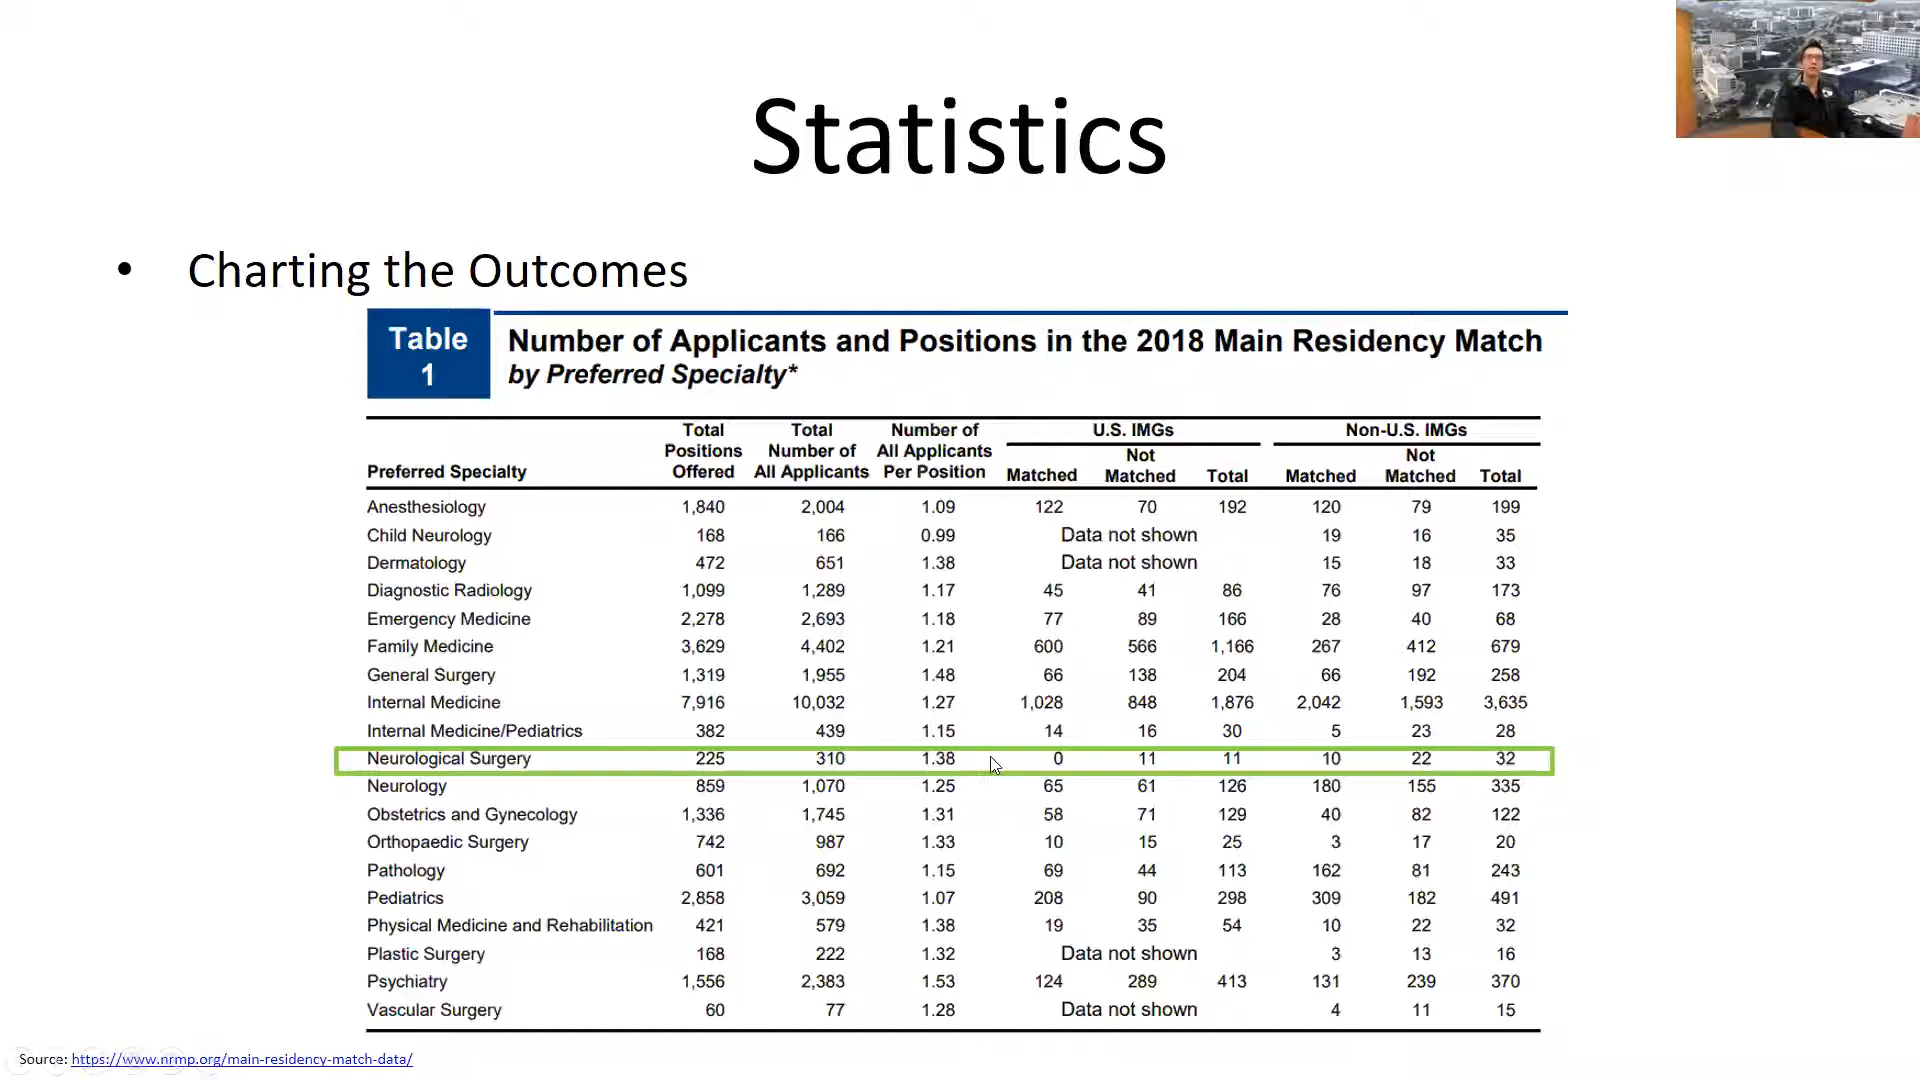 Statistics
• Charting the Outcomes
Table 1
Number of Applicants and Positions in the 2018 Main Residency Match
by Preferred Specialty*
Preferred Specialty Total Positions Offered Total Number of All Applicants Number of All Applicants Per Position U.S. IMGs Matched Not Matched Total Non-U.S. IMGs Matched Not Matched Total
Anesthesiology 1,840 2,004 1.09 122 70 192 120 79 199
Child Neurology 168 166 0.99 Data not shown 19 16 35
Dermatology 472 651 1.38 Data not shown 15 18 33
Diagnostic Radiology 1,099 1,289 1.17 45 41 86 76 97 173
Emergency Medicine 2,278 2,693 1.18 77 89 166 28 40 68
Family Medicine 3,629 4,402 1.21 600 566 1,166 267 412 679
General Surgery 1,319 1,955 1.48 66 138 204 66 192 258
Internal Medicine 7,916 10,032 1.27 1,028 848 1,876 2,042 1,593 3,635
Internal Medicine/Pediatrics 382 439 1.15 14 16 30 5 23 28
Neurological Surgery 225 310 1.38 0 11 11 10 22 32
Neurology 859 1,070 1.25 65 61 126 180 155 335
Obstetrics and Gynecology 1,336 1,745 1.31 58 71 129 40 82 122
Orthopaedic Surgery 742 987 1.33 10 15 25 3 17 20
Pathology 601 692 1.15 69 44 113 162 81 243
Pediatrics 2,858 3,059 1.07 208 90 298 309 182 491
Physical Medicine and Rehabilitation 421 579 1.38 19 35 54 10 22 32
Plastic Surgery 168 222 1.32 Data not shown 3 13 16
Psychiatry 1,556 2,383 1.53 124 289 413 131 239 370
Vascular Surgery 60 77 1.28 Data not shown 4 11 15
Source: https://www.nrmp.org/main-residency-match-data/